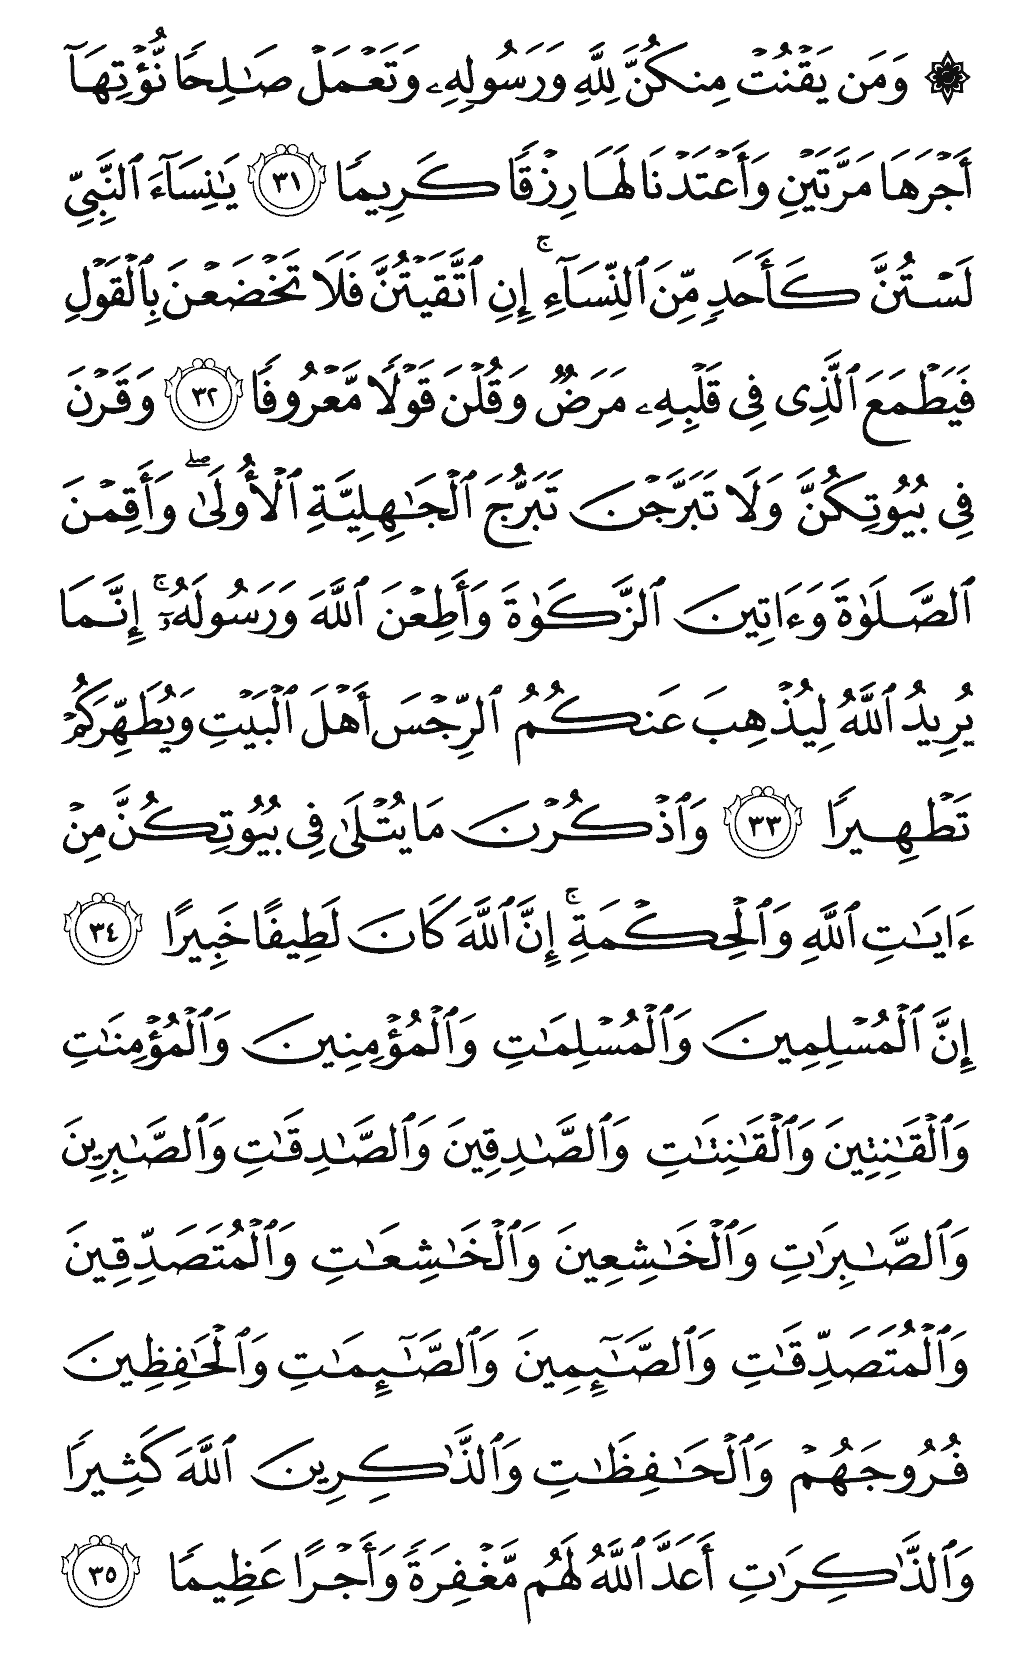 ۞ وَمَن يَقْنُتْ مِنكُنَّ لِلَّهِ وَرَسُولِهِۦ وَتَعْمَلْ صَٰلِحًا نُّؤْتِهَآ
أَجْرَهَا مَرَّتَيْنِ وَأَعْتَدْنَا لَهَا رِزْقًا كَرِيمًا ٣١ يَٰنِسَآءَ ٱلنَّبِىِّ
لَسْتُنَّ كَأَحَدٍ مِّنَ ٱلنِّسَآءِ ۚ إِنِ ٱتَّقَيْتُنَّ فَلَا تَخْضَعْنَ بِٱلْقَوْلِ
فَيَطْمَعَ ٱلَّذِى فِى قَلْبِهِۦ مَرَضٌ وَقُلْنَ قَوْلًا مَّعْرُوفًا ٣٢ وَقَرْنَ
فِى بُيُوتِكُنَّ وَلَا تَبَرَّجْنَ تَبَرُّجَ ٱلْجَٰهِلِيَّةِ ٱلْأُولَىٰ ۖ وَأَقِمْنَ
ٱلصَّلَوٰةَ وَءَاتِينَ ٱلزَّكَوٰةَ وَأَطِعْنَ ٱللَّهَ وَرَسُولَهُۥٓ ۚ إِنَّمَا
يُرِيدُ ٱللَّهُ لِيُذْهِبَ عَنكُمُ ٱلرِّجْسَ أَهْلَ ٱلْبَيْتِ وَيُطَهِّرَكُمْ
تَطْهِيرًا ٣٣ وَٱذْكُرْنَ مَا يُتْلَىٰ فِى بُيُوتِكُنَّ مِنْ
ءَايَٰتِ ٱللَّهِ وَٱلْحِكْمَةِ ۚ إِنَّ ٱللَّهَ كَانَ لَطِيفًا خَبِيرًا ٣٤
إِنَّ ٱلْمُسْلِمِينَ وَٱلْمُسْلِمَٰتِ وَٱلْمُؤْمِنِينَ وَٱلْمُؤْمِنَٰتِ
وَٱلْقَٰنِتِينَ وَٱلْقَٰنِتَٰتِ وَٱلصَّٰدِقِينَ وَٱلصَّٰدِقَٰتِ وَٱلصَّٰبِرِينَ
وَٱلصَّٰبِرَٰتِ وَٱلْخَٰشِعِينَ وَٱلْخَٰشِعَٰتِ وَٱلْمُتَصَدِّقِينَ
وَٱلْمُتَصَدِّقَٰتِ وَٱلصَّٰٓئِمِينَ وَٱلصَّٰٓئِمَٰتِ وَٱلْحَٰفِظِينَ
فُرُوجَهُمْ وَٱلْحَٰفِظَٰتِ وَٱلذَّٰكِرِينَ ٱللَّهَ كَثِيرًا
وَٱلذَّٰكِرَٰتِ أَعَدَّ ٱللَّهُ لَهُم مَّغْفِرَةً وَأَجْرًا عَظِيمًا ٣٥